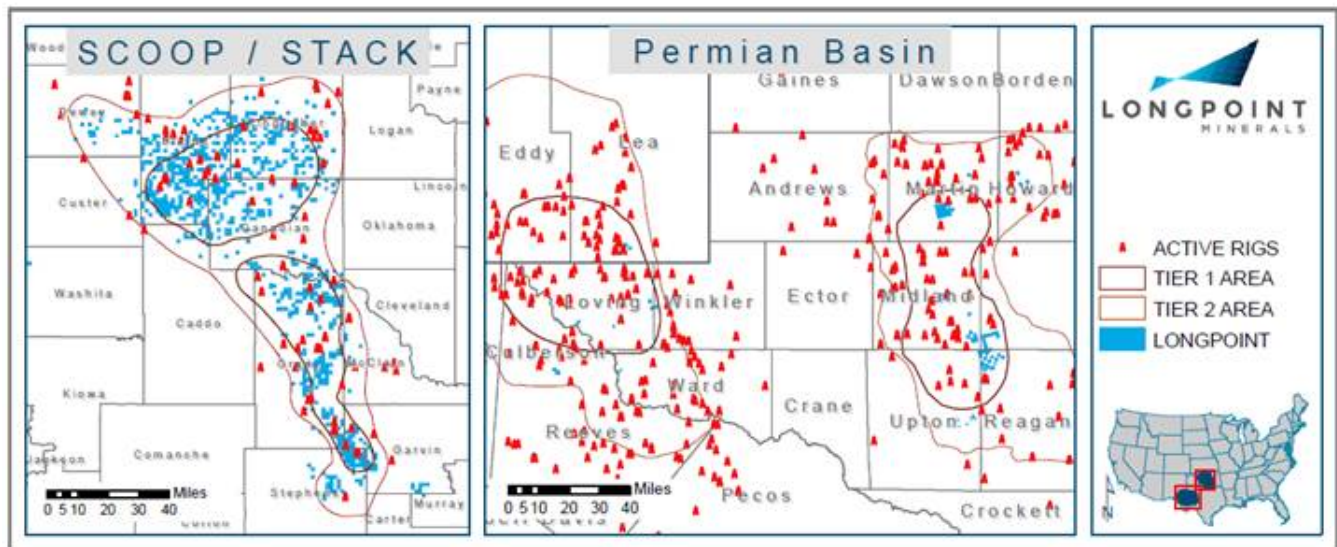 SCOOP / STACK
Payne
Logan
Lincoln
Custer
Canadian
Oklahoma
Washita
Caddo
Cleveland
Grady
McClain
Kiowa
Comanche
Garvin
Stephens
Murray
Carter
Miles
0 5 10 20 30 40
Permian Basin
Gaines
Dawson Borden
Lea
Eddy
Andrews
Martin Howard
Loving Winkler
Ector
Midland
Culberson
Ward
Crane
Upton Reagan
Reeves
Pecos
Crockett
Miles
0 5 10 20 30 40
LONGPOINT
MINERALS
ACTIVE RIGS
TIER 1 AREA
TIER 2 AREA
LONGPOINT
N